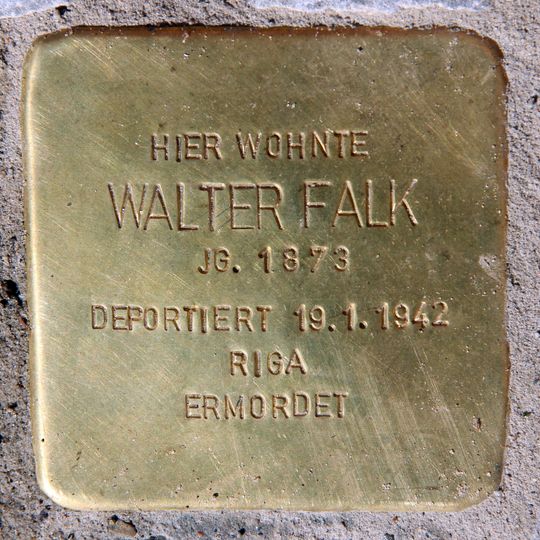 HIER WOHNTE
WALTER FALK
JG. 1873
DEPORTIERT 19.1.1942
RIGA
ERMORDET